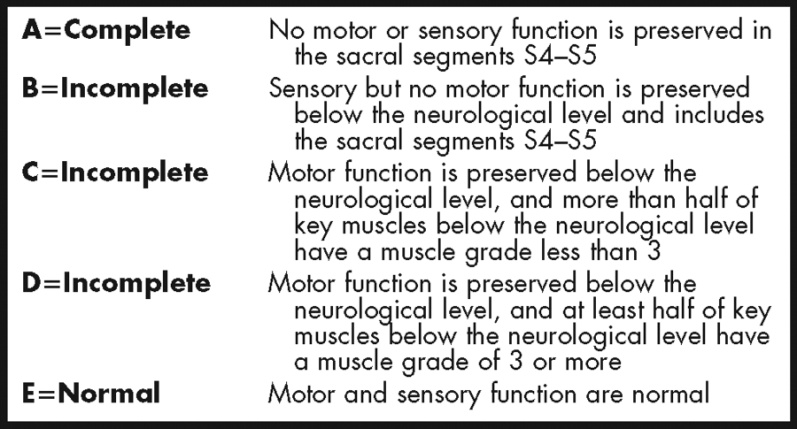 A=Complete No motor or sensory function is preserved in
the sacral segments S4–S5
B=Incomplete Sensory but no motor function is preserved
below the neurological level and includes
the sacral segments S4–S5
C=Incomplete Motor function is preserved below the
neurological level, and more than half of
key muscles below the neurological level
have a muscle grade less than 3
D=Incomplete Motor function is preserved below the
neurological level, and at least half of key
muscles below the neurological level have
a muscle grade of 3 or more
E=Normal Motor and sensory function are normal